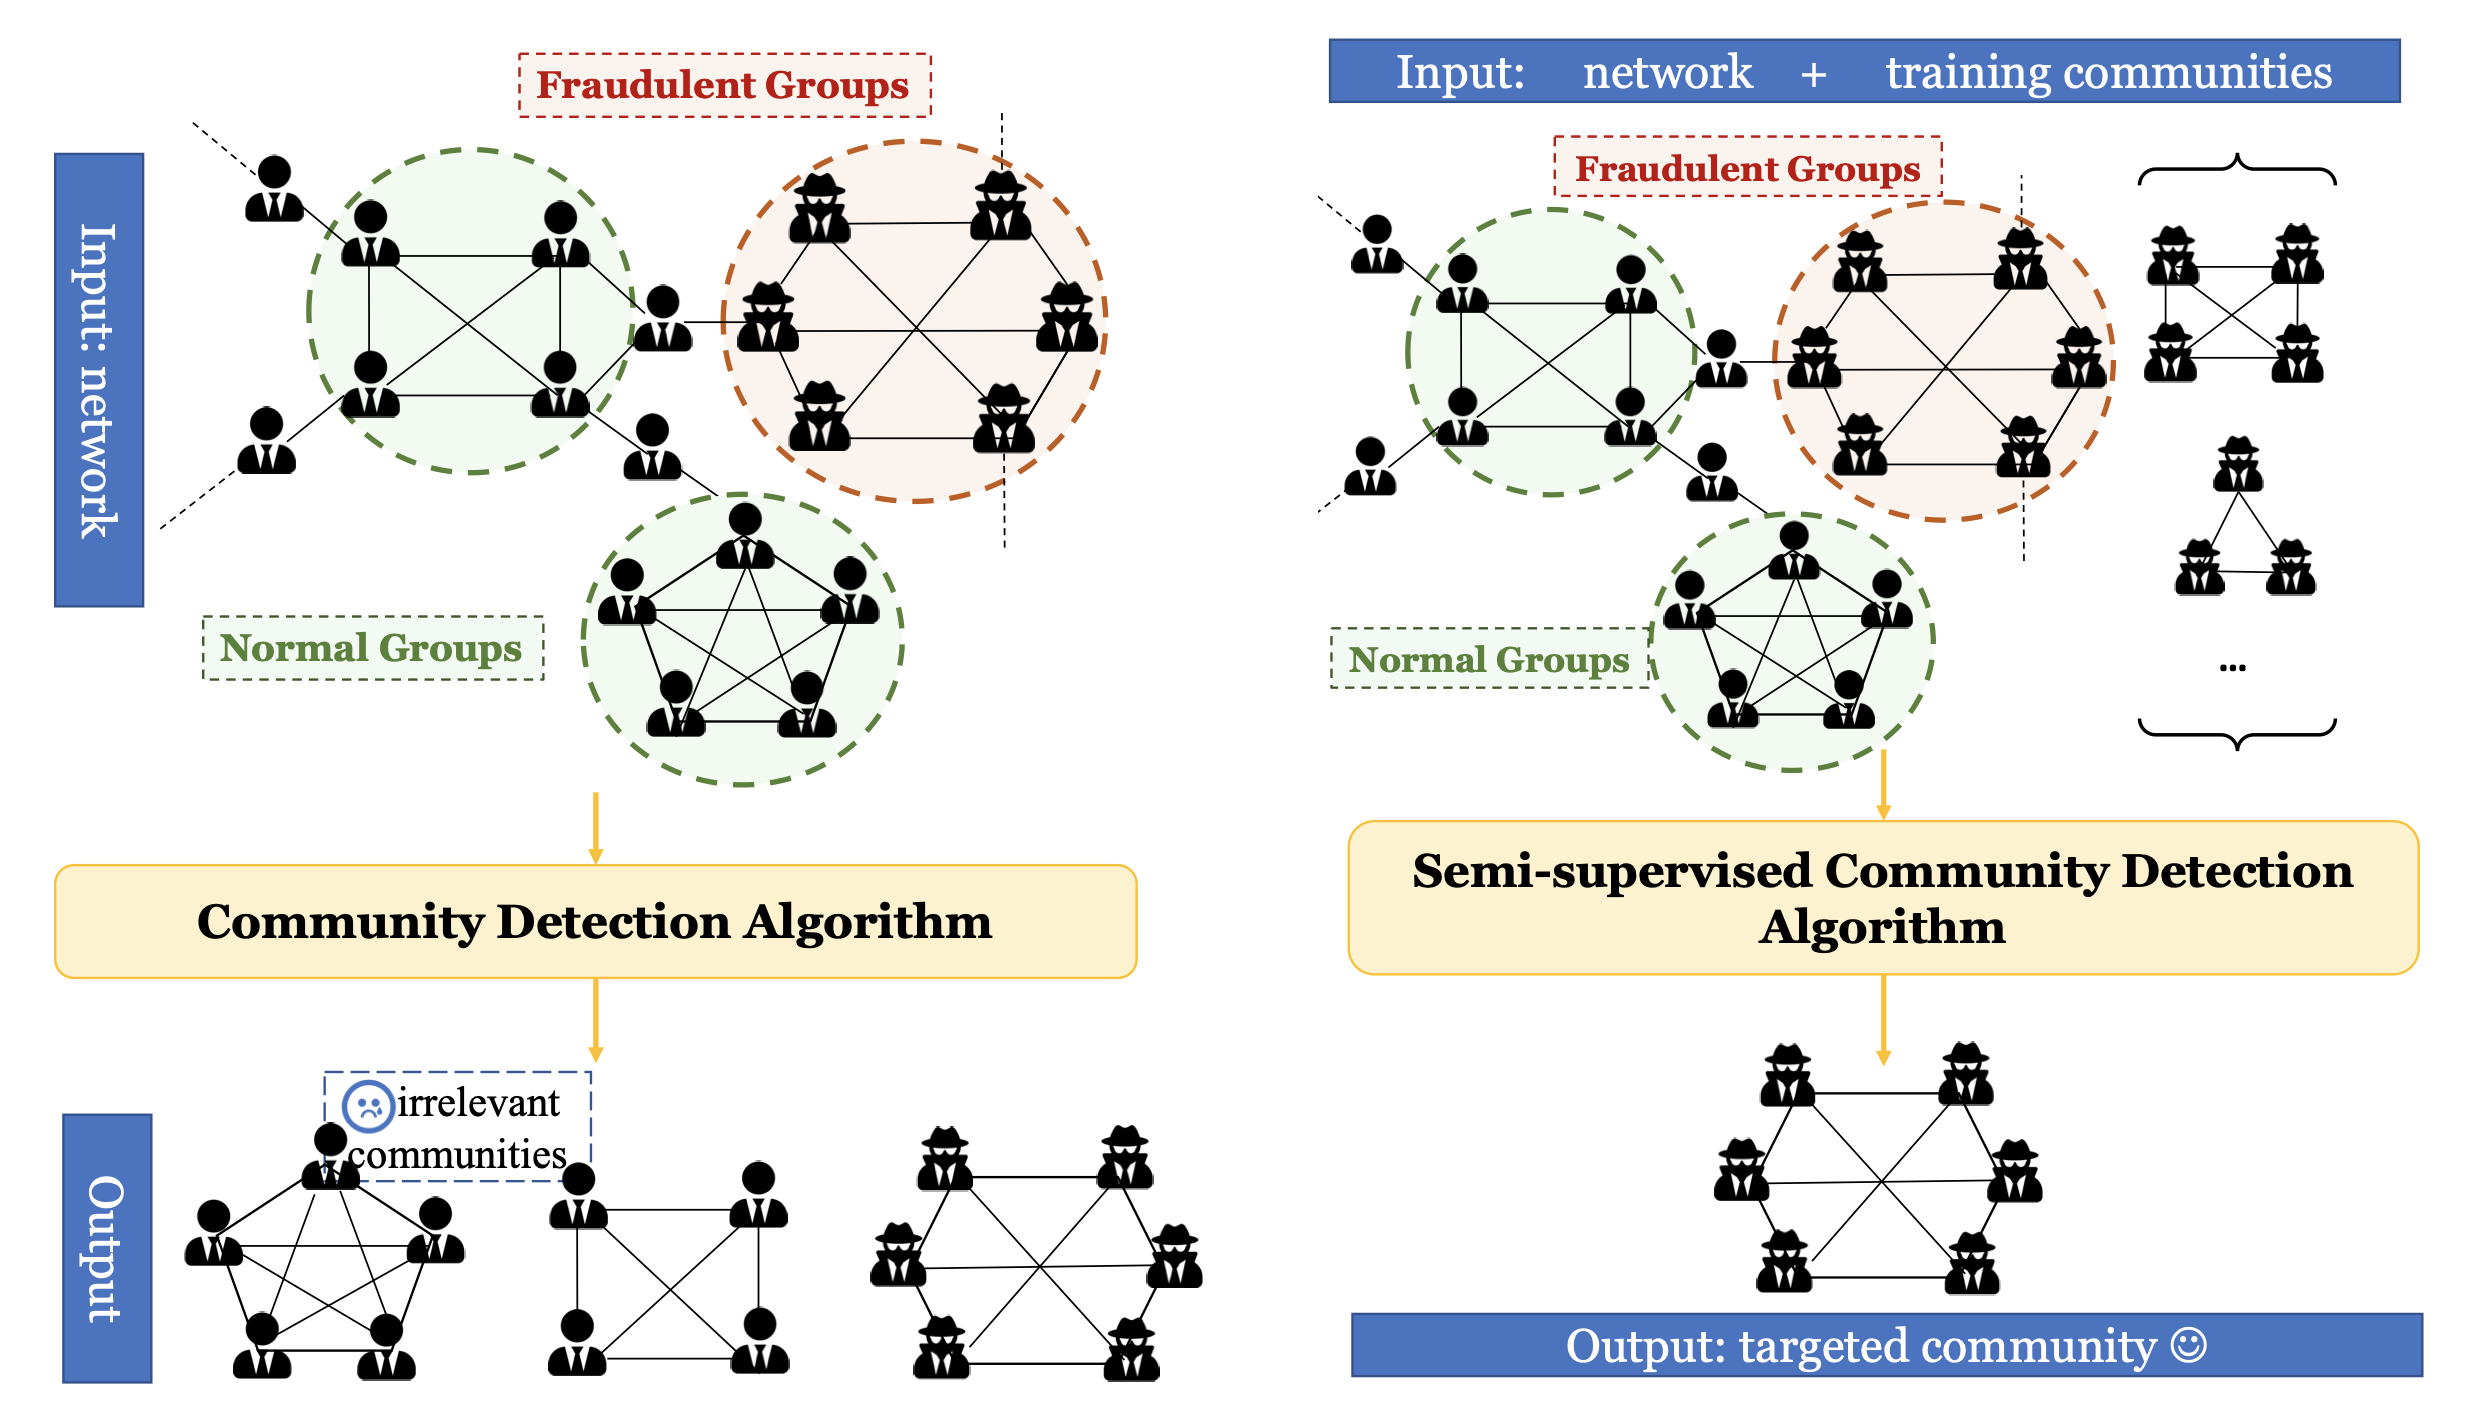 Fraudulent Groups
Input: network
Normal Groups
Community Detection Algorithm
irrelevant
communities
Output
Input: network + training communities
Fraudulent Groups
Normal Groups
...
Semi-supervised Community Detection
Algorithm
Output: targeted community ☺